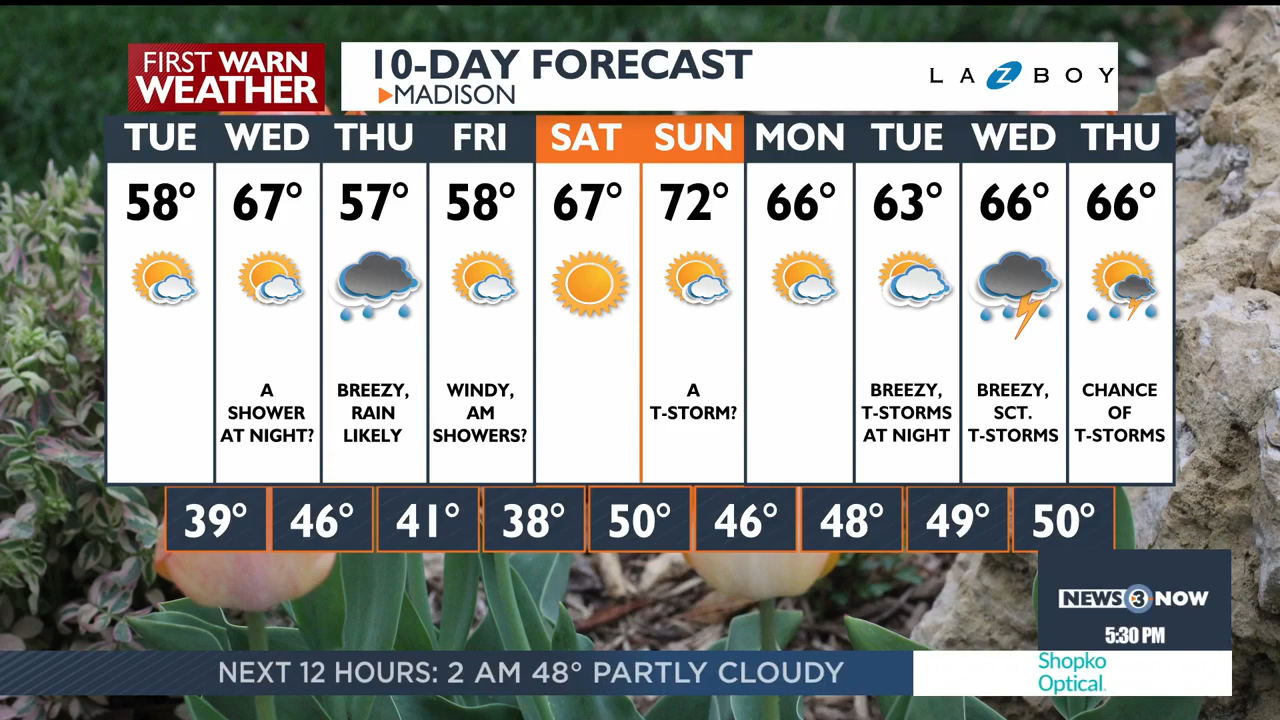 FIRST WARN
WEATHER
10-DAY FORECAST
MADISON
LA Z BOY
TUE WED THU FRI SAT SUN MON TUE WED THU
58° 67° 57° 58° 67° 72° 66° 63° 66° 66°
A
SHOWER
AT NIGHT?
BREEZY,
RAIN
LIKELY
WINDY,
AM
SHOWERS?
A
T-STORM?
BREEZY,
T-STORMS
AT NIGHT
BREEZY,
SCT.
T-STORMS
CHANCE
OF
T-STORMS
39° 46° 41° 38° 50° 46° 48° 49° 50°
NEWS 3 NOW
5:30 PM
NEXT 12 HOURS: 2 AM 48° PARTLY CLOUDY
Shopko
Optical.